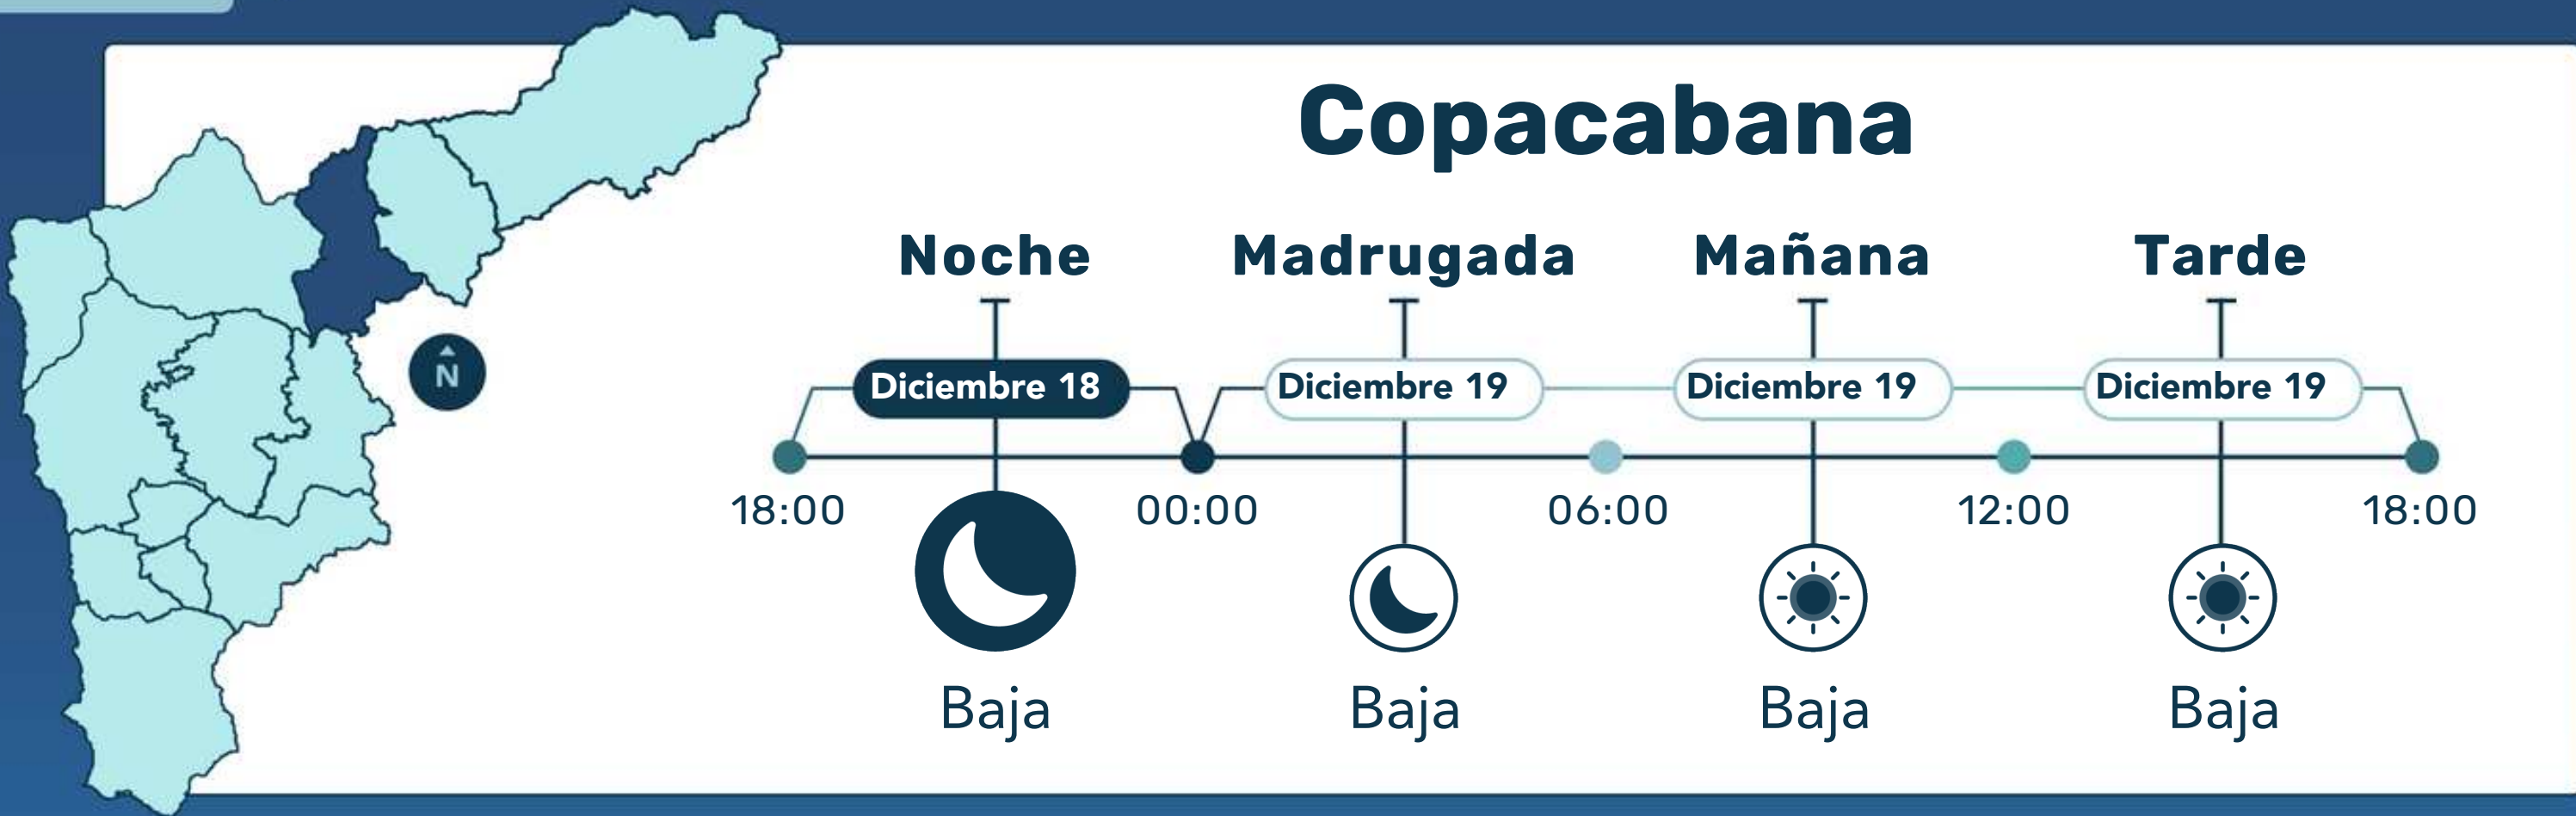 Copacabana
Noche Madrugada Mañana Tarde
Diciembre 18 Diciembre 19 Diciembre 19 Diciembre 19
N
18:00 00:00 06:00 12:00 18:00
Baja Baja Baja Baja